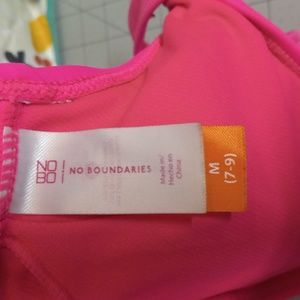 NO
BO
NO BOUNDARIES
Made in/
Hecho en
China
M
(7-9)